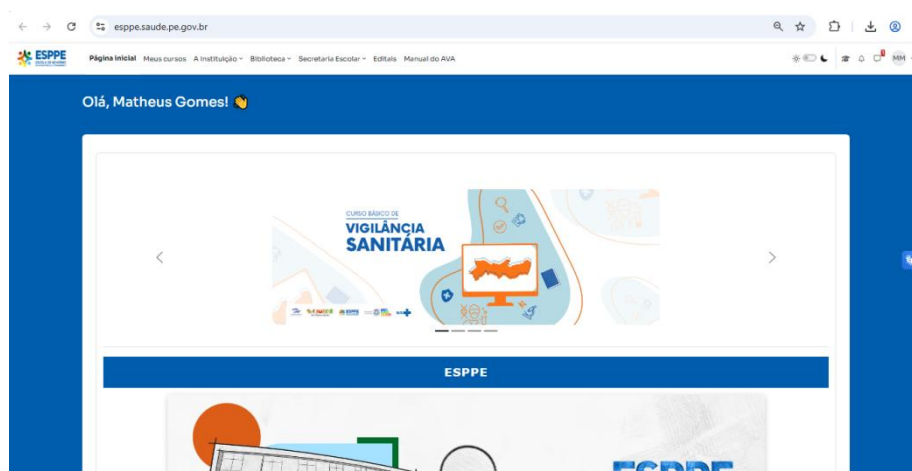 esppe.saude.pe.gov.br
ESPPE
Página inicial Meus cursos A Instituição Biblioteca Secretaria Escolar Editais Manual do AVA
MM
Olá, Matheus Gomes!
CURSO BÁSICO DE
VIGILÂNCIA
SANITÁRIA
ESPPE
ESPPE